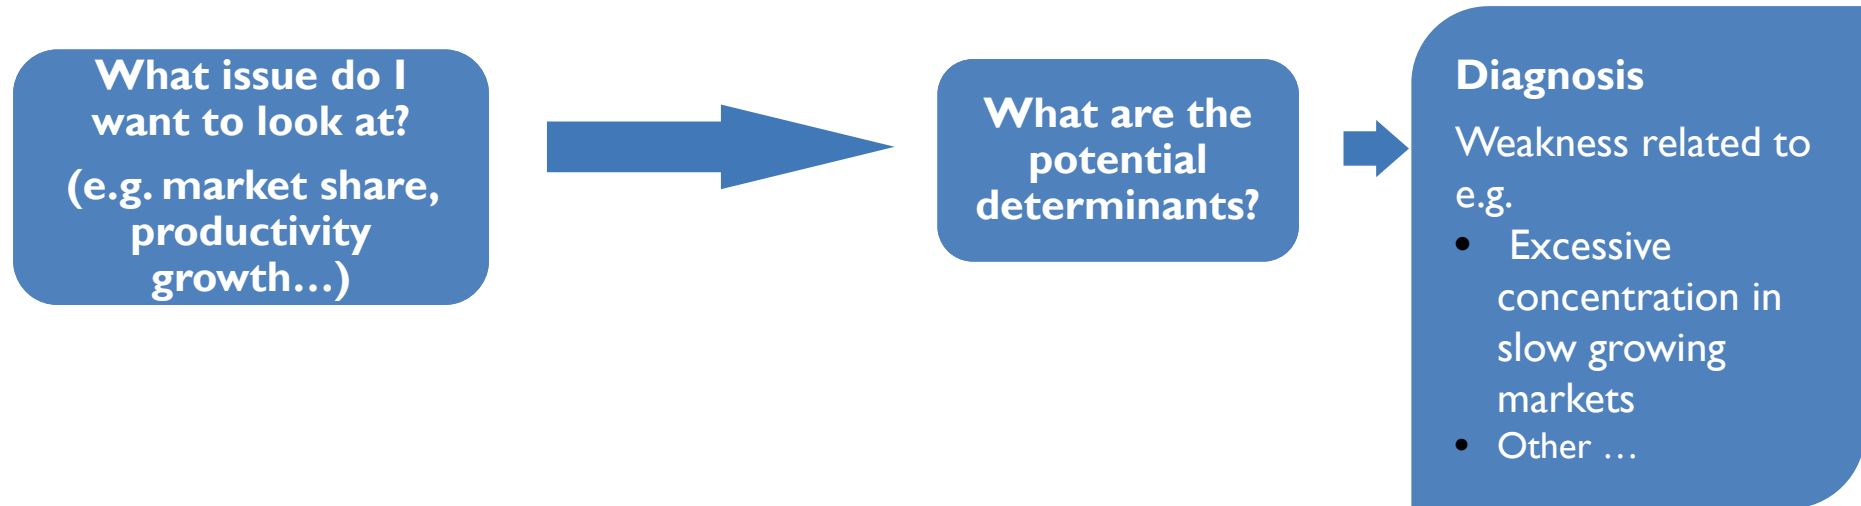 What issue do I
want to look at?
(e.g. market share,
productivity
growth…)
What are the
potential
determinants?
Diagnosis
Weakness related to
e.g.
• Excessive
concentration in
slow growing
markets
• Other …